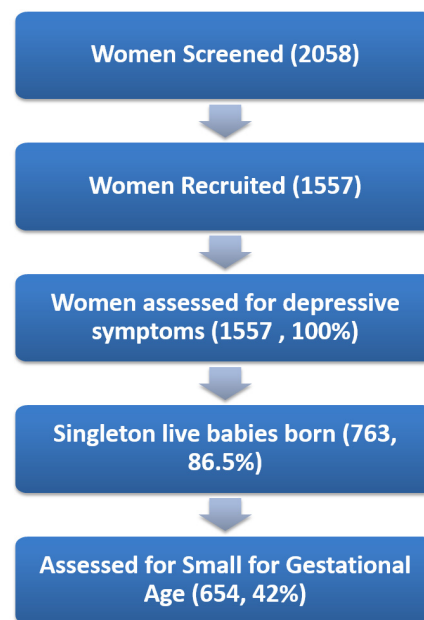 Women Screened (2058)
Women Recruited (1557)
Women assessed for depressive
symptoms (1557 , 100%)
Singleton live babies born (763,
86.5%)
Assessed for Small for Gestational
Age (654, 42%)